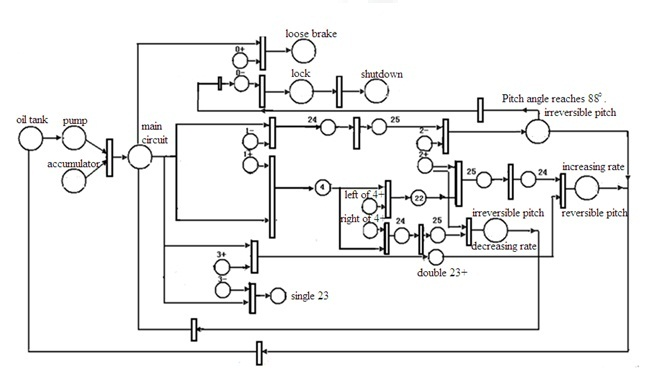 loose brake
0+
0-
lock
shutdown
Pitch angle reaches 88°.
irreversible pitch
oil tank
pump
main
circuit
accumulator
1-
1+
24
25
2-
2+
4
left of 4+
right of 4+
22
24
25
25
24
increasing rate
reversible pitch
irreversible pitch
decreasing rate
3+
3-
double 23+
single 23